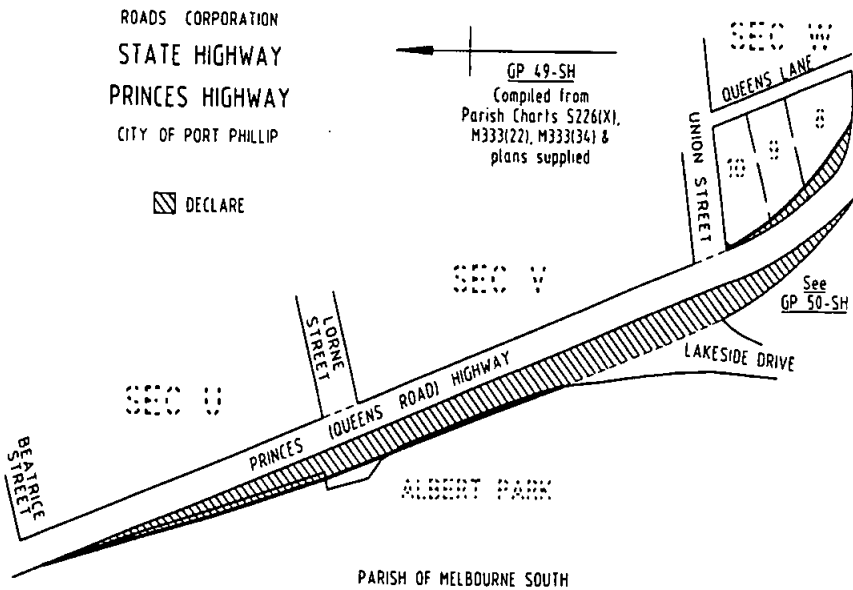 ROADS CORPORATION
STATE HIGHWAY
PRINCES HIGHWAY
CITY OF PORT PHILLIP
DECLARE
GP 49-SH
Compiled from
Parish Charts S226(X),
M333(22), M333(34) &
plans supplied
SEC W
QUEENS LANE
UNION STREET
10
9
8
SEC V
See
GP 50-SH
LORNE
STREET
LAKESIDE DRIVE
SEC U
PRINCES (QUEENS ROAD) HIGHWAY
BEATRICE
STREET
ALBERT PARK
PARISH OF MELBOURNE SOUTH